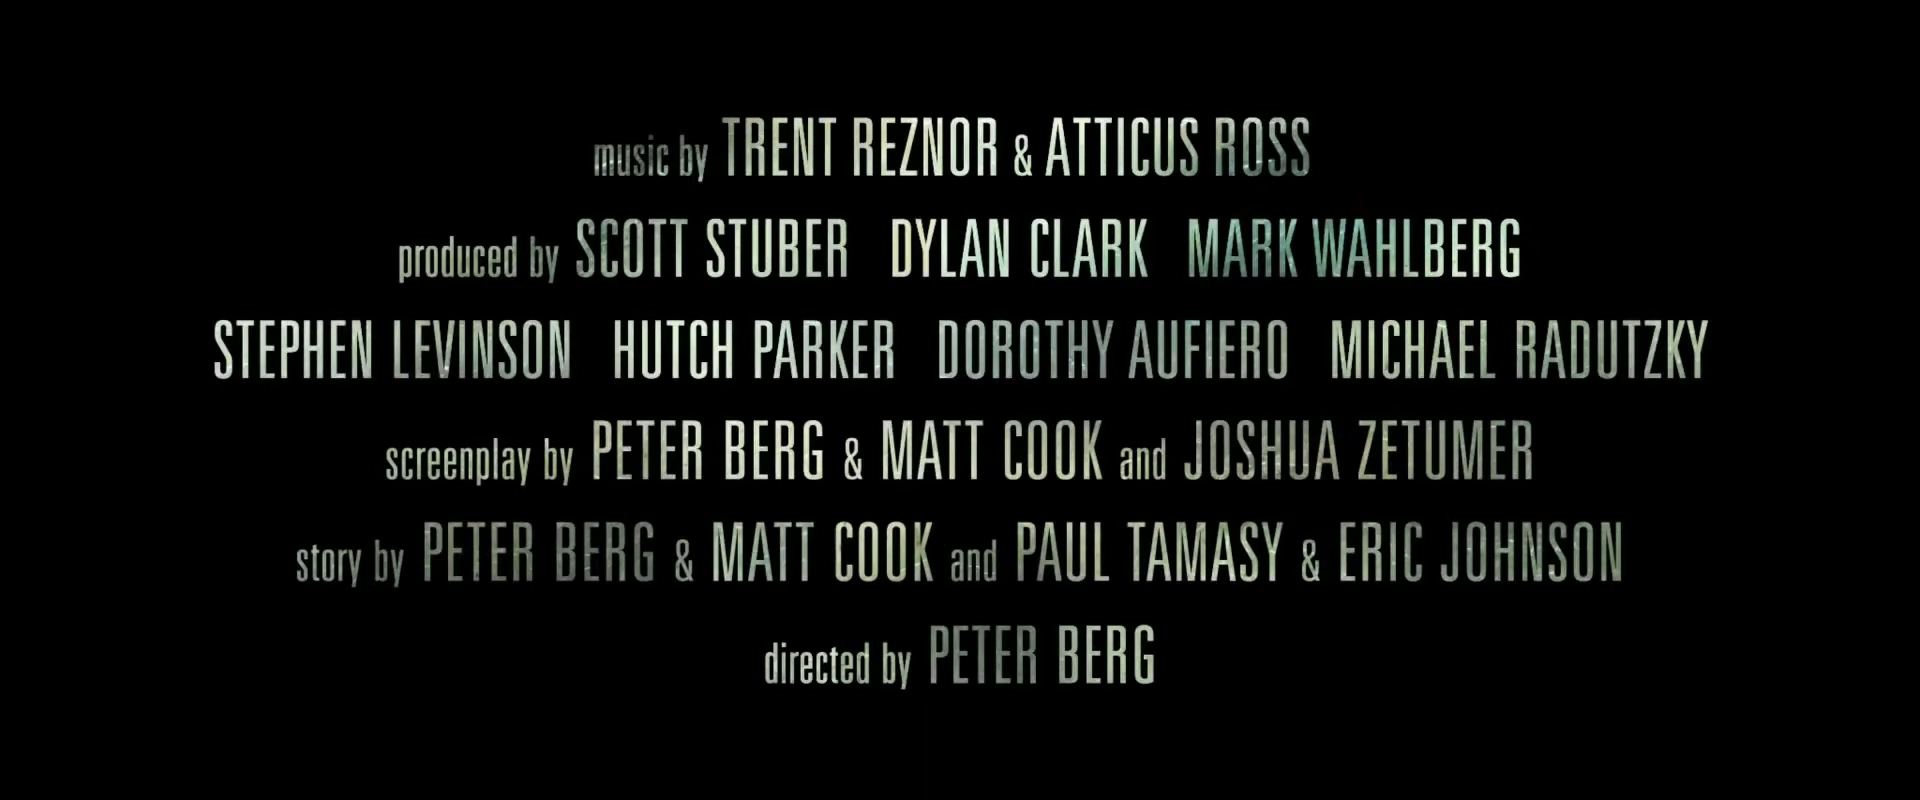 music by TRENT REZNOR & ATTICUS ROSS
produced by SCOTT STUBER DYLAN CLARK MARK WAHLBERG
STEPHEN LEVINSON HUTCH PARKER DOROTHY AUFIERO MICHAEL RADUTZKY
screenplay by PETER BERG & MATT COOK and JOSHUA ZETUMER
story by PETER BERG & MATT COOK and PAUL TAMASY & ERIC JOHNSON
directed by PETER BERG